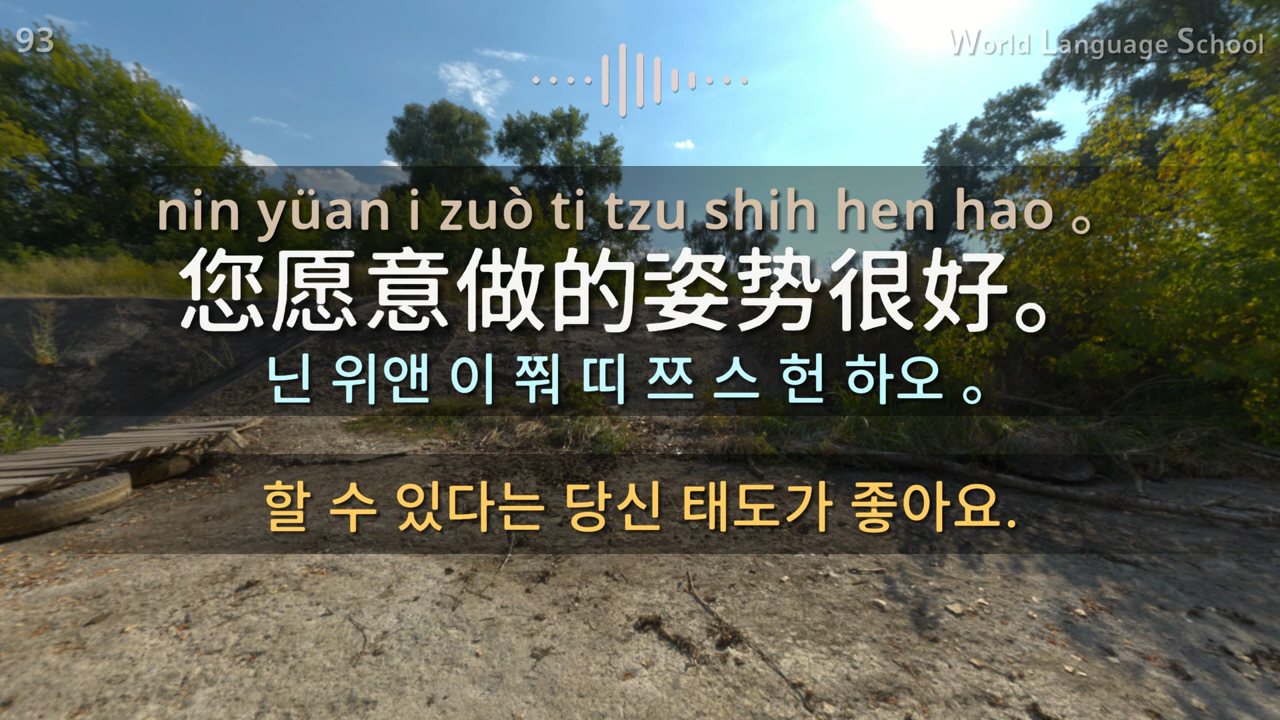 93
World Language School
nin yüan i zuò ti tzu shih hen hao 。
您愿意做的姿势很好。
닌 위앤 이 쭤 띠 쯔 스 헌 하오 。
할 수 있다는 당신 태도가 좋아요.